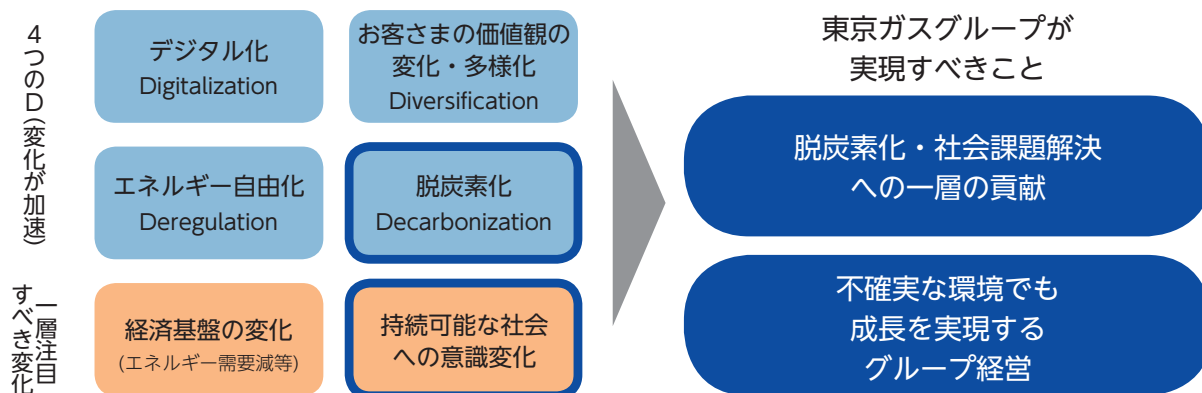 4つのD(変化が加速)
デジタル化
Digitalization
お客さまの価値観の
変化・多様化
Diversification
エネルギー自由化
Deregulation
脱炭素化
Decarbonization
一層注目
すべき変化
経済基盤の変化
(エネルギー需要減等)
持続可能な社会
への意識変化
東京ガスグループが
実現すべきこと
脱炭素化・社会課題解決
への一層の貢献
不確実な環境でも
成長を実現する
グループ経営